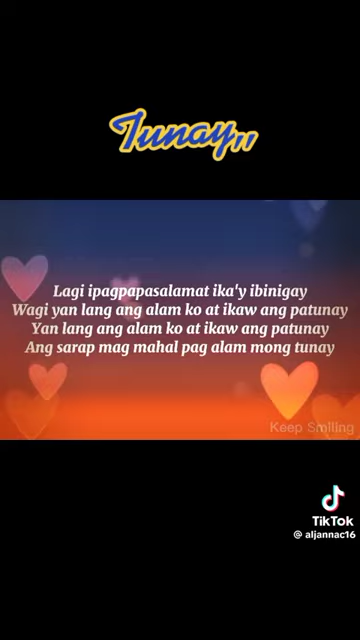 Tunay,,
Lagi ipagpapasalamat ika'y ibinigay
Wagi yan lang ang alam ko at ikaw ang patunay
Yan lang ang alam ko at ikaw ang patunay
Ang sarap mag mahal pag alam mong tunay
Keep Smiling
TikTok
@ aljannac16